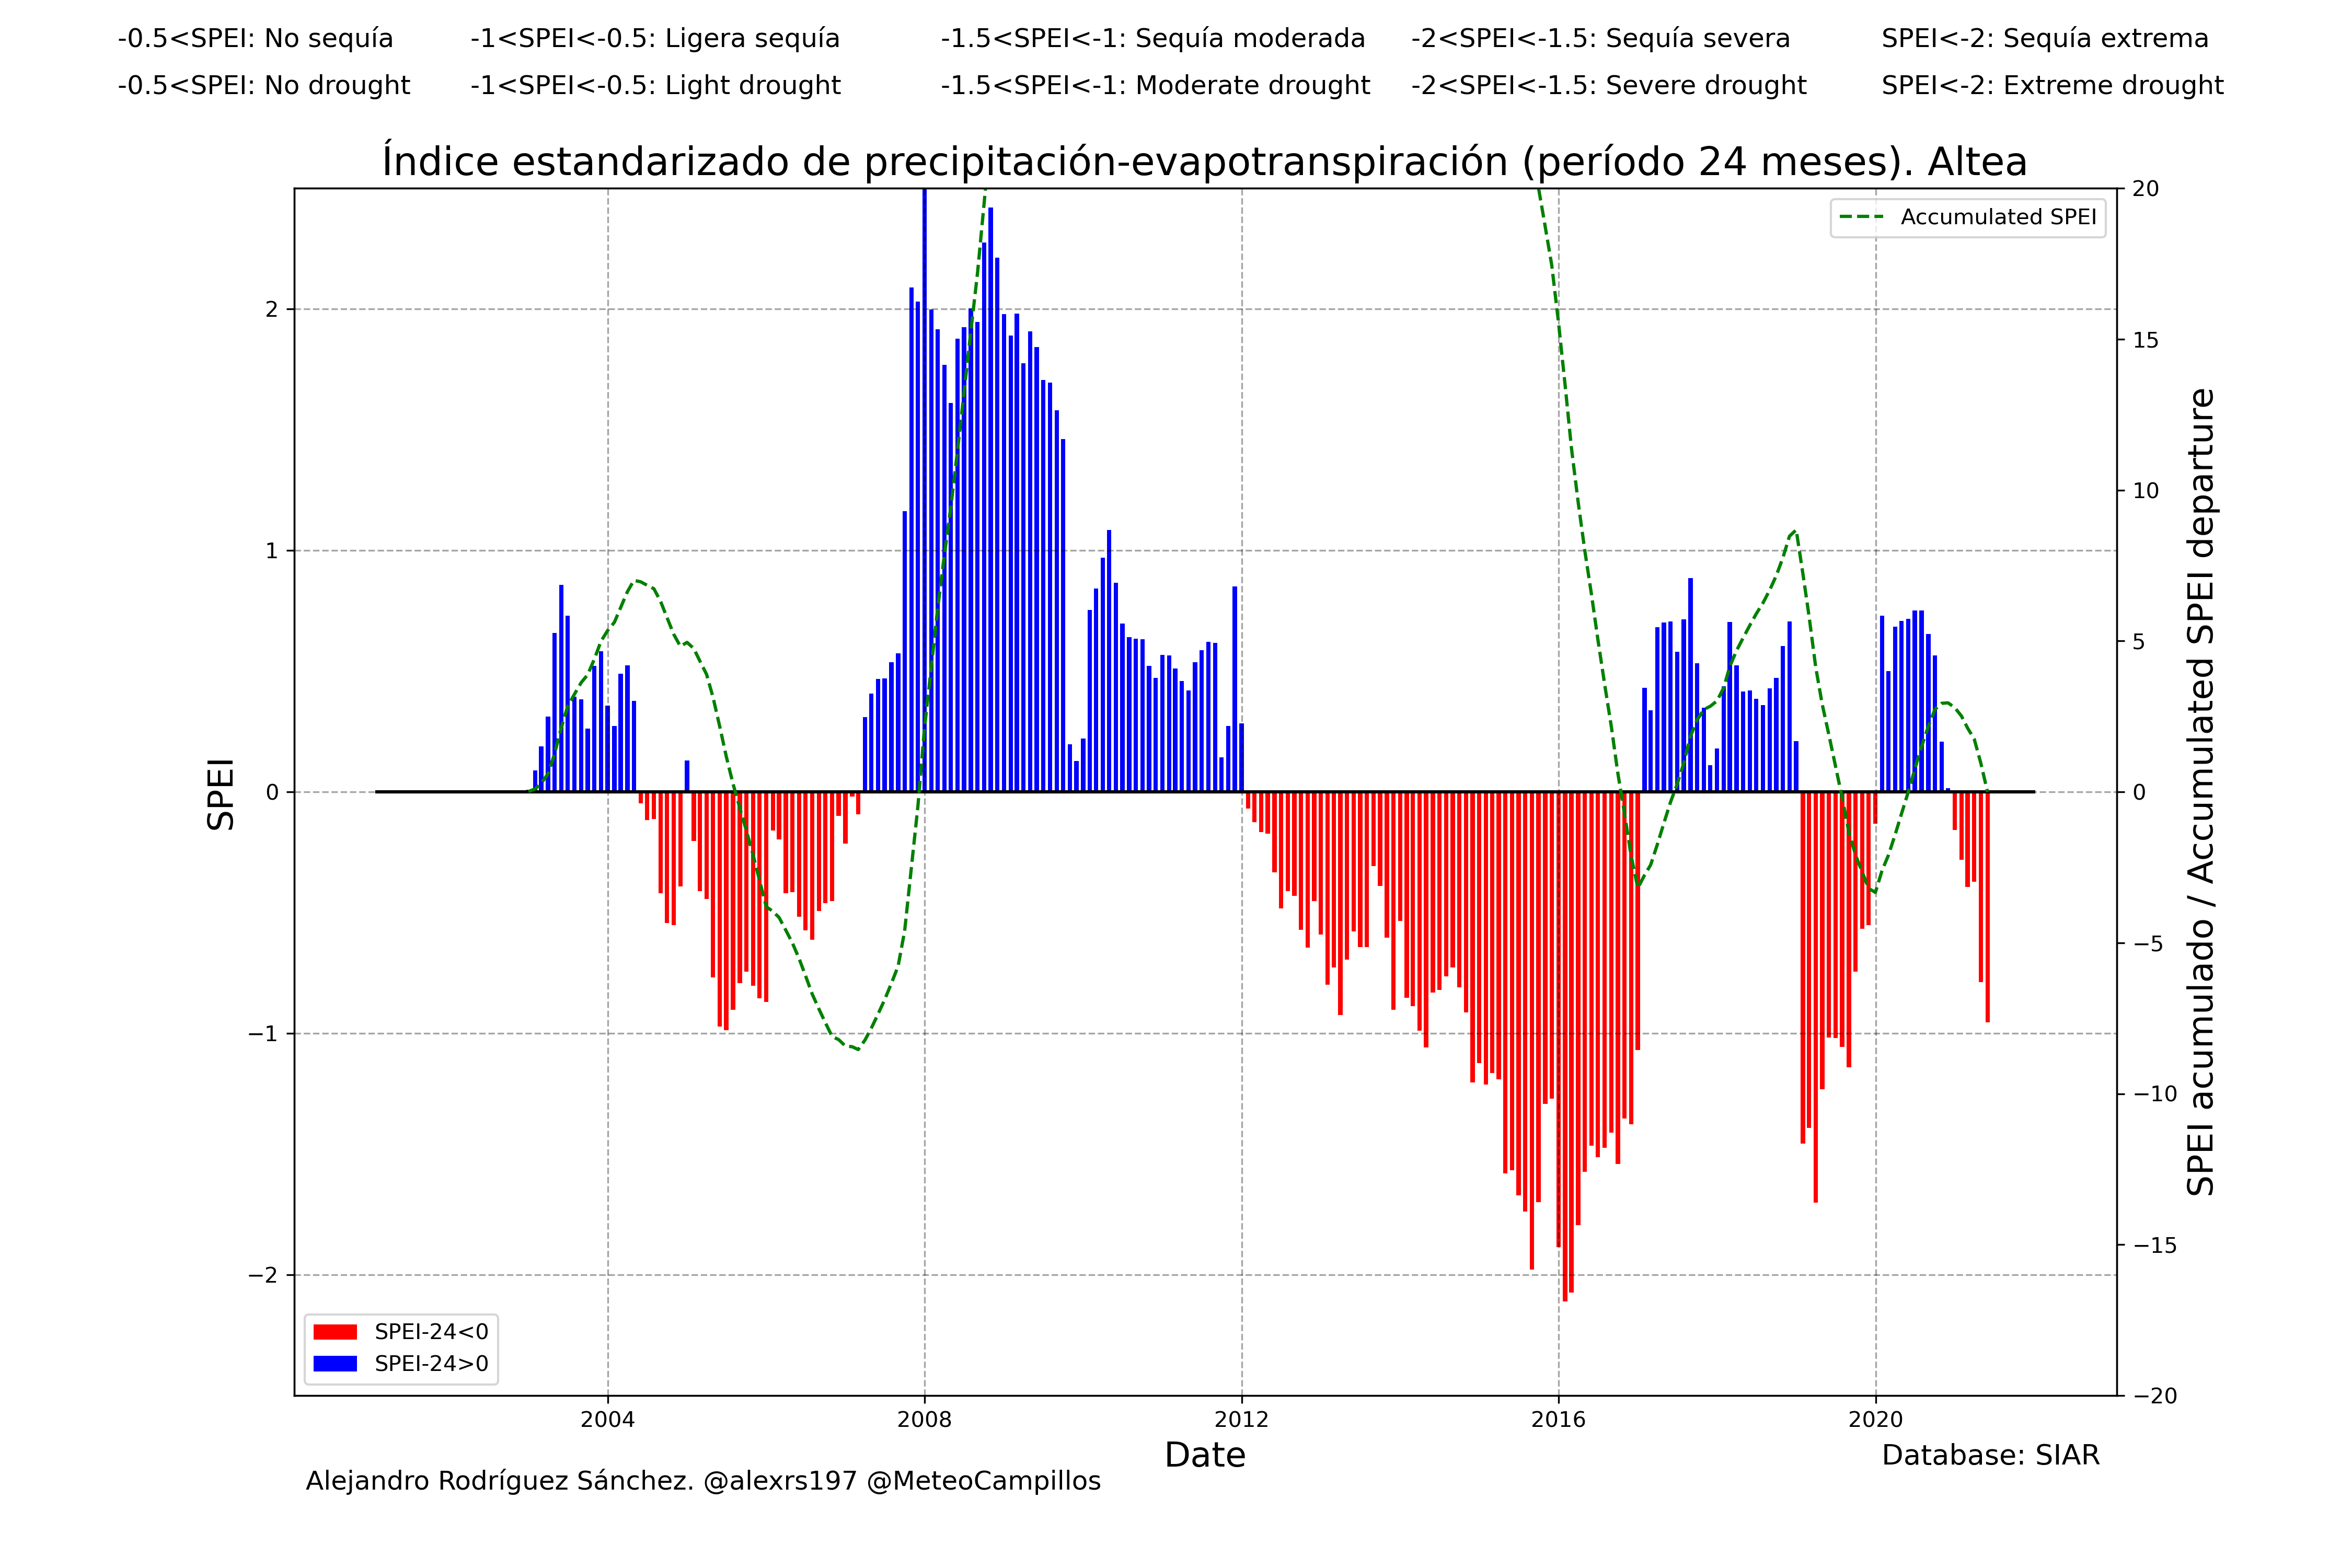 -0.5<SPEI: No sequía -1<SPEI<-0.5: Ligera sequía -1.5<SPEI<-1: Sequía moderada -2<SPEI<-1.5: Sequía severa SPEI<-2: Sequía extrema
-0.5<SPEI: No drought -1<SPEI<-0.5: Light drought -1.5<SPEI<-1: Moderate drought -2<SPEI<-1.5: Severe drought SPEI<-2: Extreme drought
Índice estandarizado de precipitación-evapotranspiración (período 24 meses). Altea
Accumulated SPEI
SPEI
2
1
0
−1
−2
20
15
10
5
0
−5
−10
−15
−20
SPEI acumulado / Accumulated SPEI departure
SPEI-24<0
SPEI-24>0
2004 2008 2012 2016 2020
Date
Database: SIAR
Alejandro Rodríguez Sánchez. @alexrs197 @MeteoCampillos